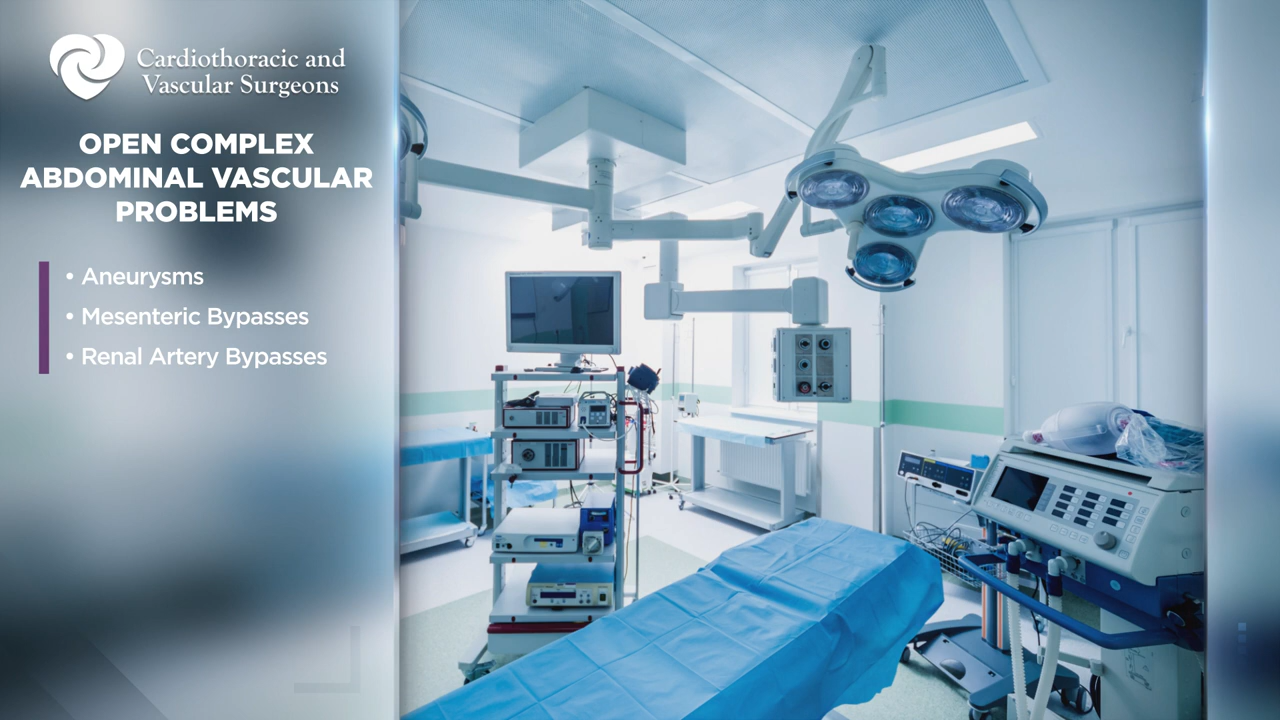 Cardiothoracic and
Vascular Surgeons
OPEN COMPLEX
ABDOMINAL VASCULAR
PROBLEMS
• Aneurysms
• Mesenteric Bypasses
• Renal Artery Bypasses